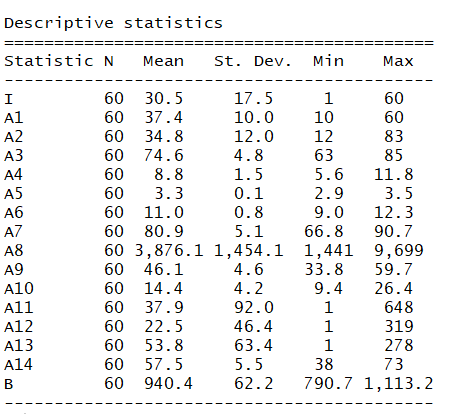 Descriptive statistics
==================================================
Statistic N Mean St. Dev. Min Max
--------------------------------------------------
I 60 30.5 17.5 1 60
A1 60 37.4 10.0 10 60
A2 60 34.8 12.0 12 83
A3 60 74.6 4.8 63 85
A4 60 8.8 1.5 5.6 11.8
A5 60 3.3 0.1 2.9 3.5
A6 60 11.0 0.8 9.0 12.3
A7 60 80.9 5.1 66.8 90.7
A8 60 3,876.1 1,454.1 1,441 9,699
A9 60 46.1 4.6 33.8 59.7
A10 60 14.4 4.2 9.4 26.4
A11 60 37.9 92.0 1 648
A12 60 22.5 46.4 1 319
A13 60 53.8 63.4 1 278
A14 60 57.5 5.5 38 73
B 60 940.4 62.2 790.7 1,113.2
--------------------------------------------------